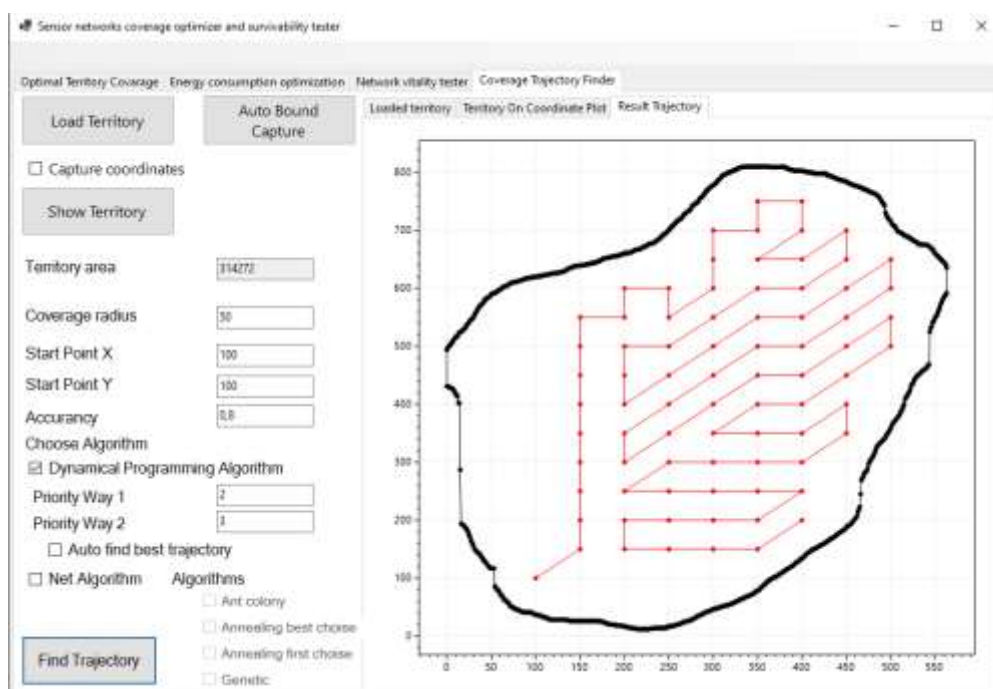 Sensor networks coverage optimizer and survivability tester
Optimal Territory Covarage Energy consumption optimization Network vitality tester Coverage Trajectory Finder
Load Territory
Auto Bound
Capture
Capture coordinates
Show Territory
Territory area 314272
Coverage radius 50
Start Point X 100
Start Point Y 100
Accurancy 0,8
Choose Algorithm
Dynamical Programming Algorithm
Priority Way 1 2
Priority Way 2 3
Auto find best trajectory
Net Algorithm Algorithms
Ant colony
Annealing best choise
Annealing first choise
Genetic
Find Trajectory
Loaded territory Territory On Coordinate Plot Result Trajectory
800
700
600
500
400
300
200
100
0
0 50 100 150 200 250 300 350 400 450 500 550